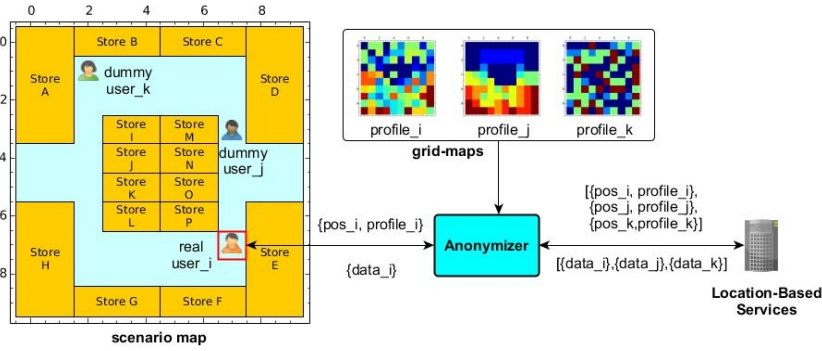 0 2 4 6 8
0
2
4
6
8
Store B
Store C
Store
A
Store
D
dummy
user_k
Store
I
Store
M
dummy
user_j
Store
J
Store
N
Store
K
Store
O
Store
L
Store
P
real
user_i
Store
H
Store
E
Store G
Store F
scenario map
profile_i
profile_j
profile_k
grid-maps
{pos_i, profile_i}
{data_i}
Anonymizer
[{pos_i, profile_i},
{pos_j, profile_j},
{pos_k,profile_k}]
[{data_i},{data_j},{data_k}]
Location-Based
Services